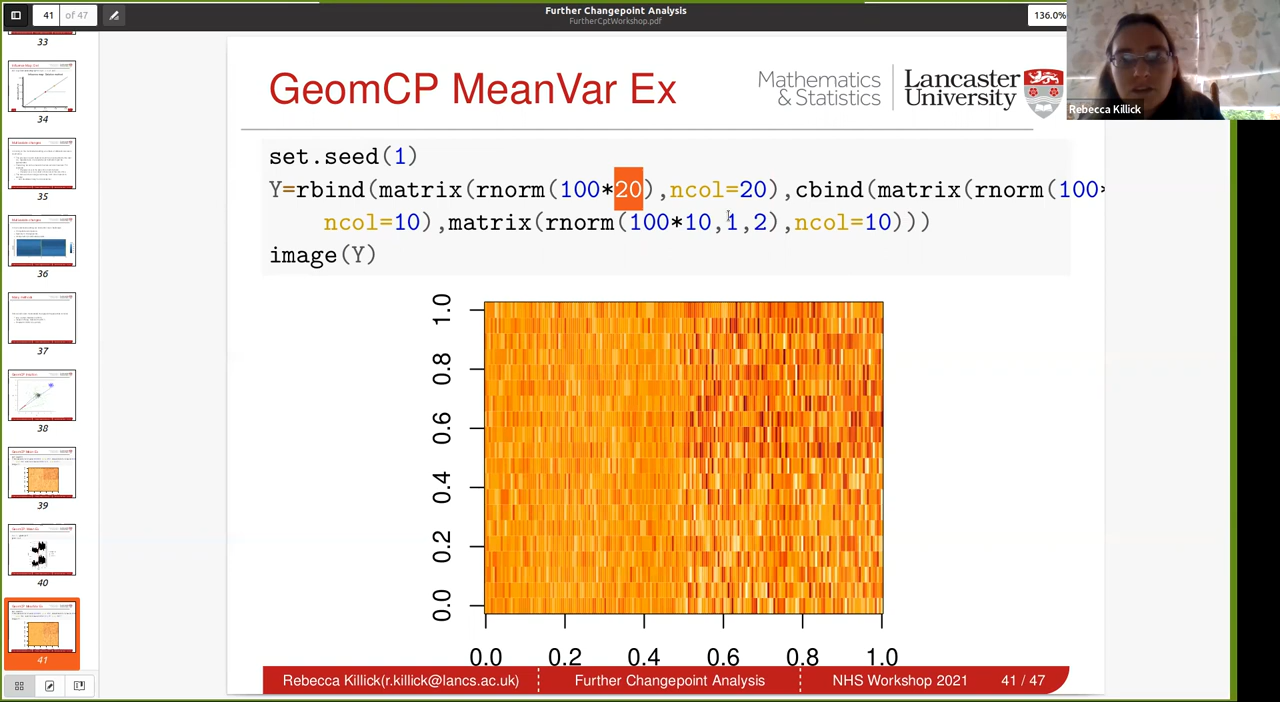 41 of 47
Further Changepoint Analysis
FurtherCptWorkshop.pdf
136.0%
Rebecca Killick
33
34
35
36
37
38
39
40
41
GeomCP MeanVar Ex
Mathematics
& Statistics
Lancaster
University
set.seed(1)
Y=rbind(matrix(rnorm(100*20),ncol=20),cbind(matrix(rnorm(100*
ncol=10),matrix(rnorm(100*10,1,2),ncol=10)))
image(Y)
1.0
0.8
0.6
0.4
0.2
0.0
0.0 0.2 0.4 0.6 0.8 1.0
Rebecca Killick(r.killick@lancs.ac.uk) Further Changepoint Analysis NHS Workshop 2021 41 / 47